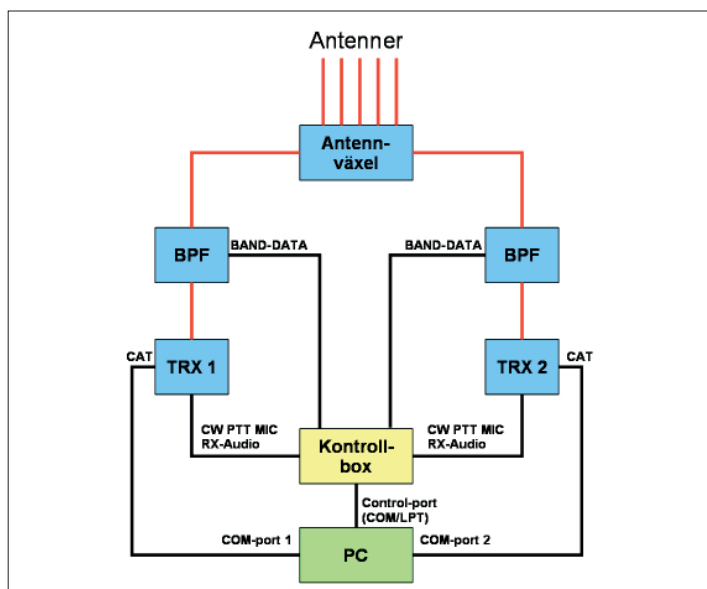 Antenner
Antenn-
växel
BPF
BAND-DATA
BAND-DATA
BPF
CAT
TRX 1
TRX 2
CAT
CW PTT MIC
RX-Audio
Kontroll-
box
CW PTT MIC
RX-Audio
Control-port
(COM/LPT)
COM-port 1
PC
COM-port 2